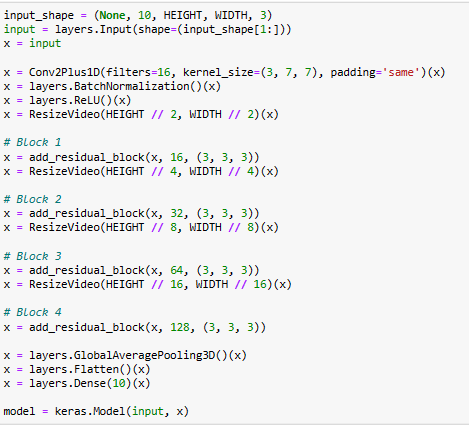 input_shape = (None, 10, HEIGHT, WIDTH, 3)
input = layers.Input(shape=(input_shape[1:]))
x = input

x = Conv2Plus1D(filters=16, kernel_size=(3, 7, 7), padding='same')(x)
x = layers.BatchNormalization()(x)
x = layers.ReLU()(x)
x = ResizeVideo(HEIGHT // 2, WIDTH // 2)(x)

# Block 1
x = add_residual_block(x, 16, (3, 3, 3))
x = ResizeVideo(HEIGHT // 4, WIDTH // 4)(x)

# Block 2
x = add_residual_block(x, 32, (3, 3, 3))
x = ResizeVideo(HEIGHT // 8, WIDTH // 8)(x)

# Block 3
x = add_residual_block(x, 64, (3, 3, 3))
x = ResizeVideo(HEIGHT // 16, WIDTH // 16)(x)

# Block 4
x = add_residual_block(x, 128, (3, 3, 3))

x = layers.GlobalAveragePooling3D()(x)
x = layers.Flatten()(x)
x = layers.Dense(10)(x)

model = keras.Model(input, x)